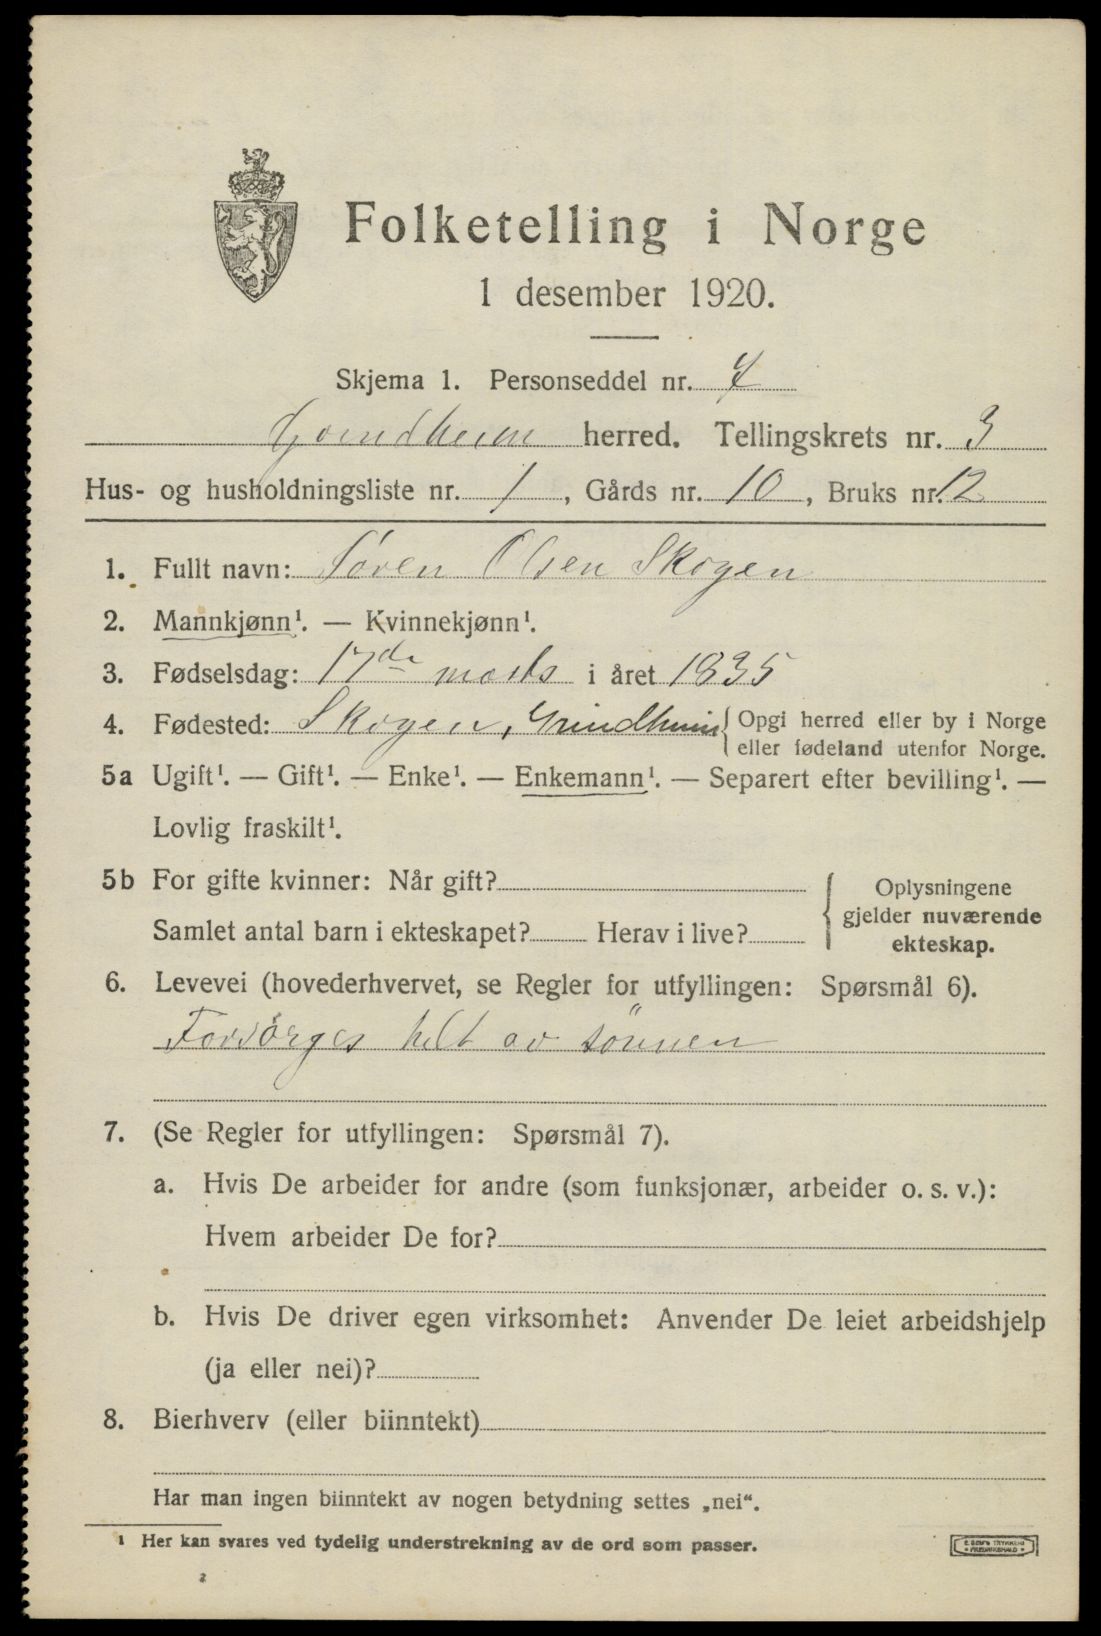 Folketelling i Norge
1 desember 1920.
Skjema 1. Personseddel nr. 7
Grindheim herred. Tellingskrets nr. 3
Hus- og husholdningsliste nr. 1, Gårds nr. 10, Bruks nr. 12
1. Fullt navn: Søren Olsen Skogen
2. Mannkjønn¹. — Kvinnekjønn¹.
3. Fødselsdag: 17de marts i året 1835
4. Fødested: Skogen, Grindheim { Opgi herred eller by i Norge
eller fødeland utenfor Norge.
5a Ugift¹. — Gift¹. — Enke¹. — Enkemann¹. — Separert efter bevilling¹. —
Lovlig fraskilt¹.
5b For gifte kvinner: Når gift?
Samlet antal barn i ekteskapet? Herav i live?
Oplysningene
gjelder nuværende
ekteskap.
6. Levevei (hovederhvervet, se Regler for utfyllingen: Spørsmål 6).
Forsörges helt av sönnen
7. (Se Regler for utfyllingen: Spørsmål 7).
a. Hvis De arbeider for andre (som funksjonær, arbeider o. s. v.):
Hvem arbeider De for?
b. Hvis De driver egen virksomhet: Anvender De leiet arbeidshjelp
(ja eller nei)?
8. Bierhverv (eller biinntekt)
Har man ingen biinntekt av nogen betydning settes „nei“.
¹ Her kan svares ved tydelig understrekning av de ord som passer.
2